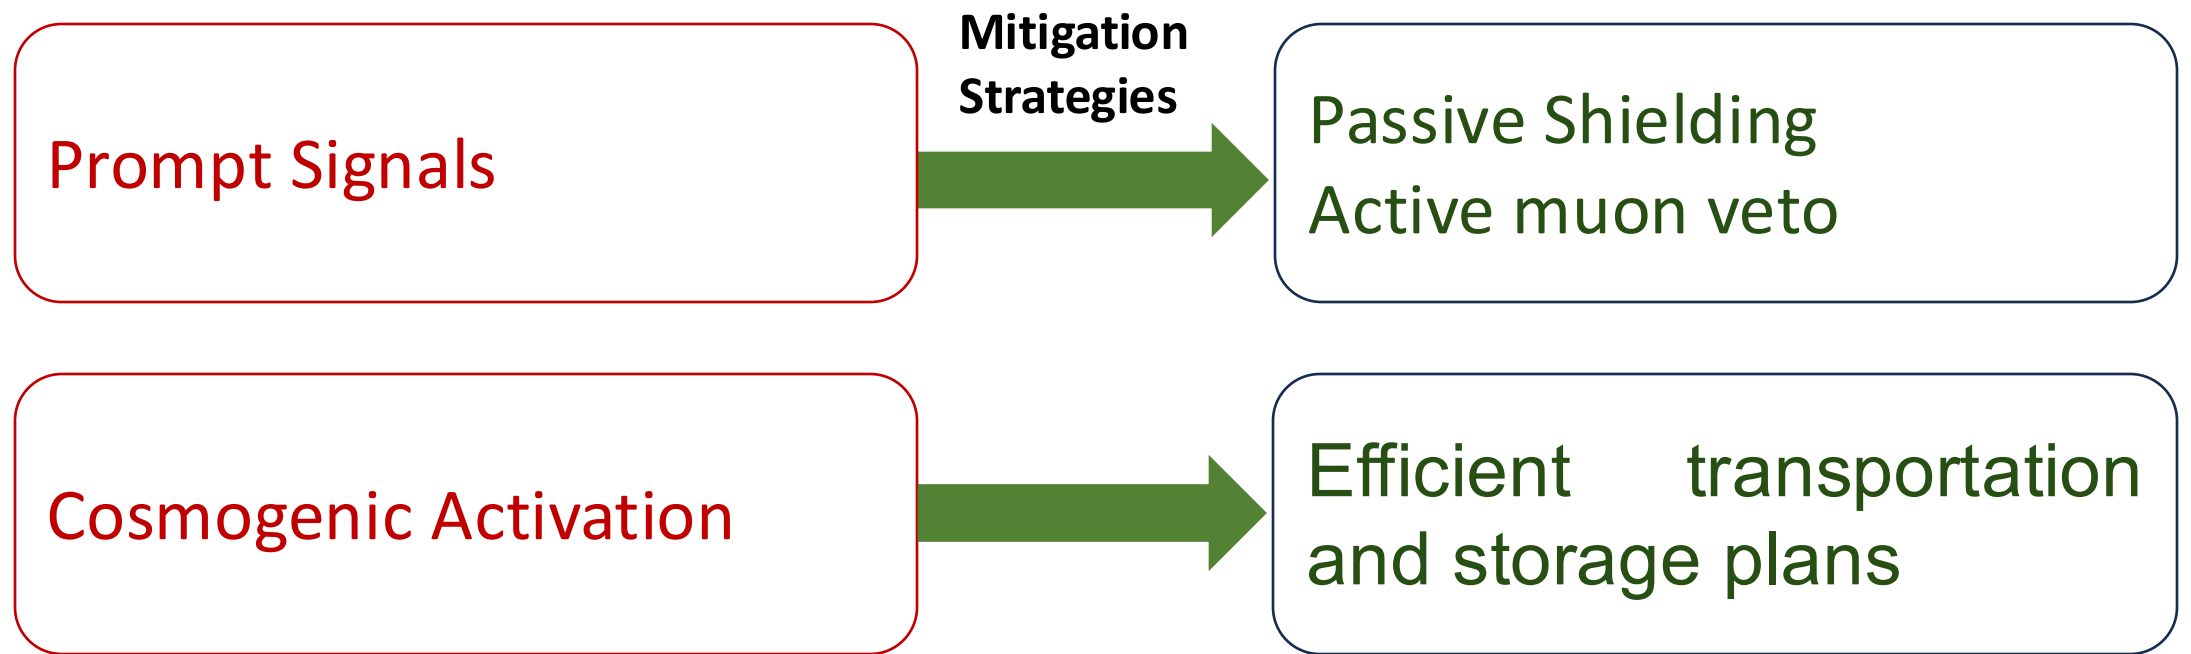 Mitigation
Strategies
Prompt Signals
Passive Shielding
Active muon veto
Cosmogenic Activation
Efficient transportation
and storage plans